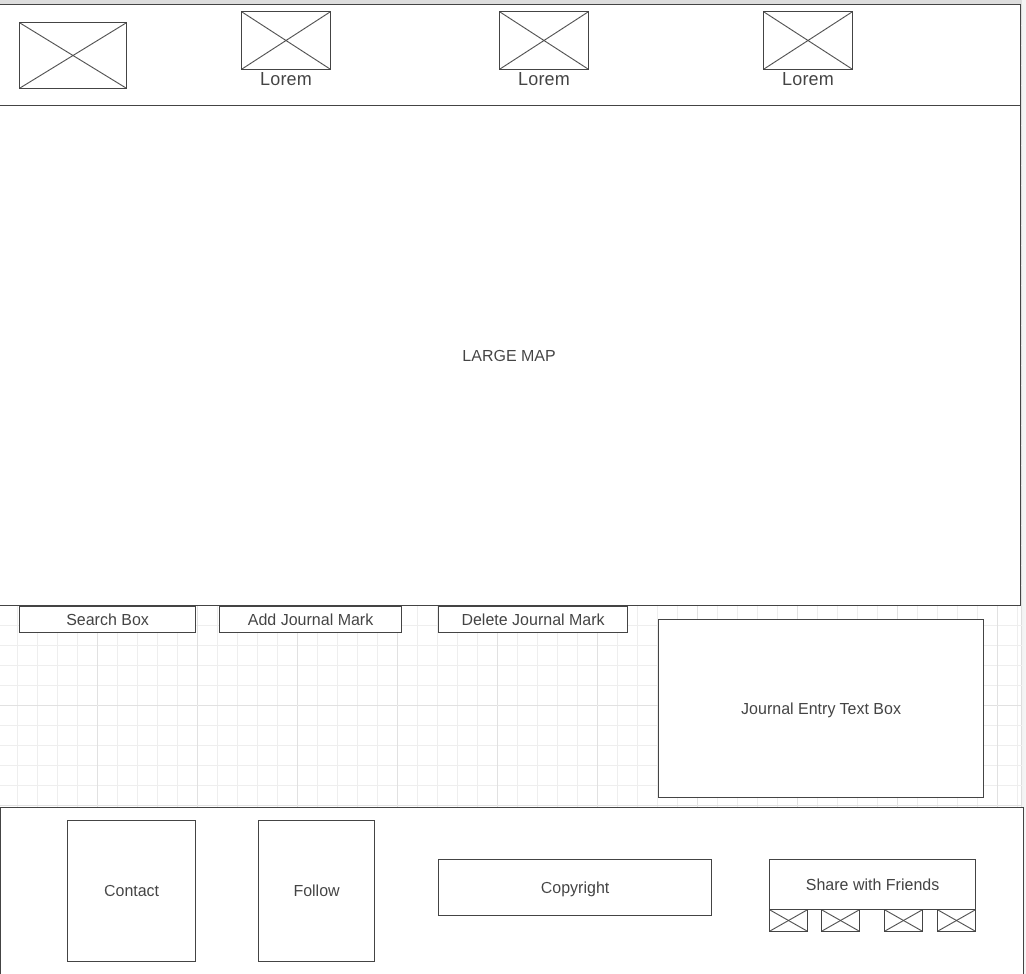 Lorem
Lorem
Lorem
LARGE MAP
Search Box
Add Journal Mark
Delete Journal Mark
Journal Entry Text Box
Contact
Follow
Copyright
Share with Friends